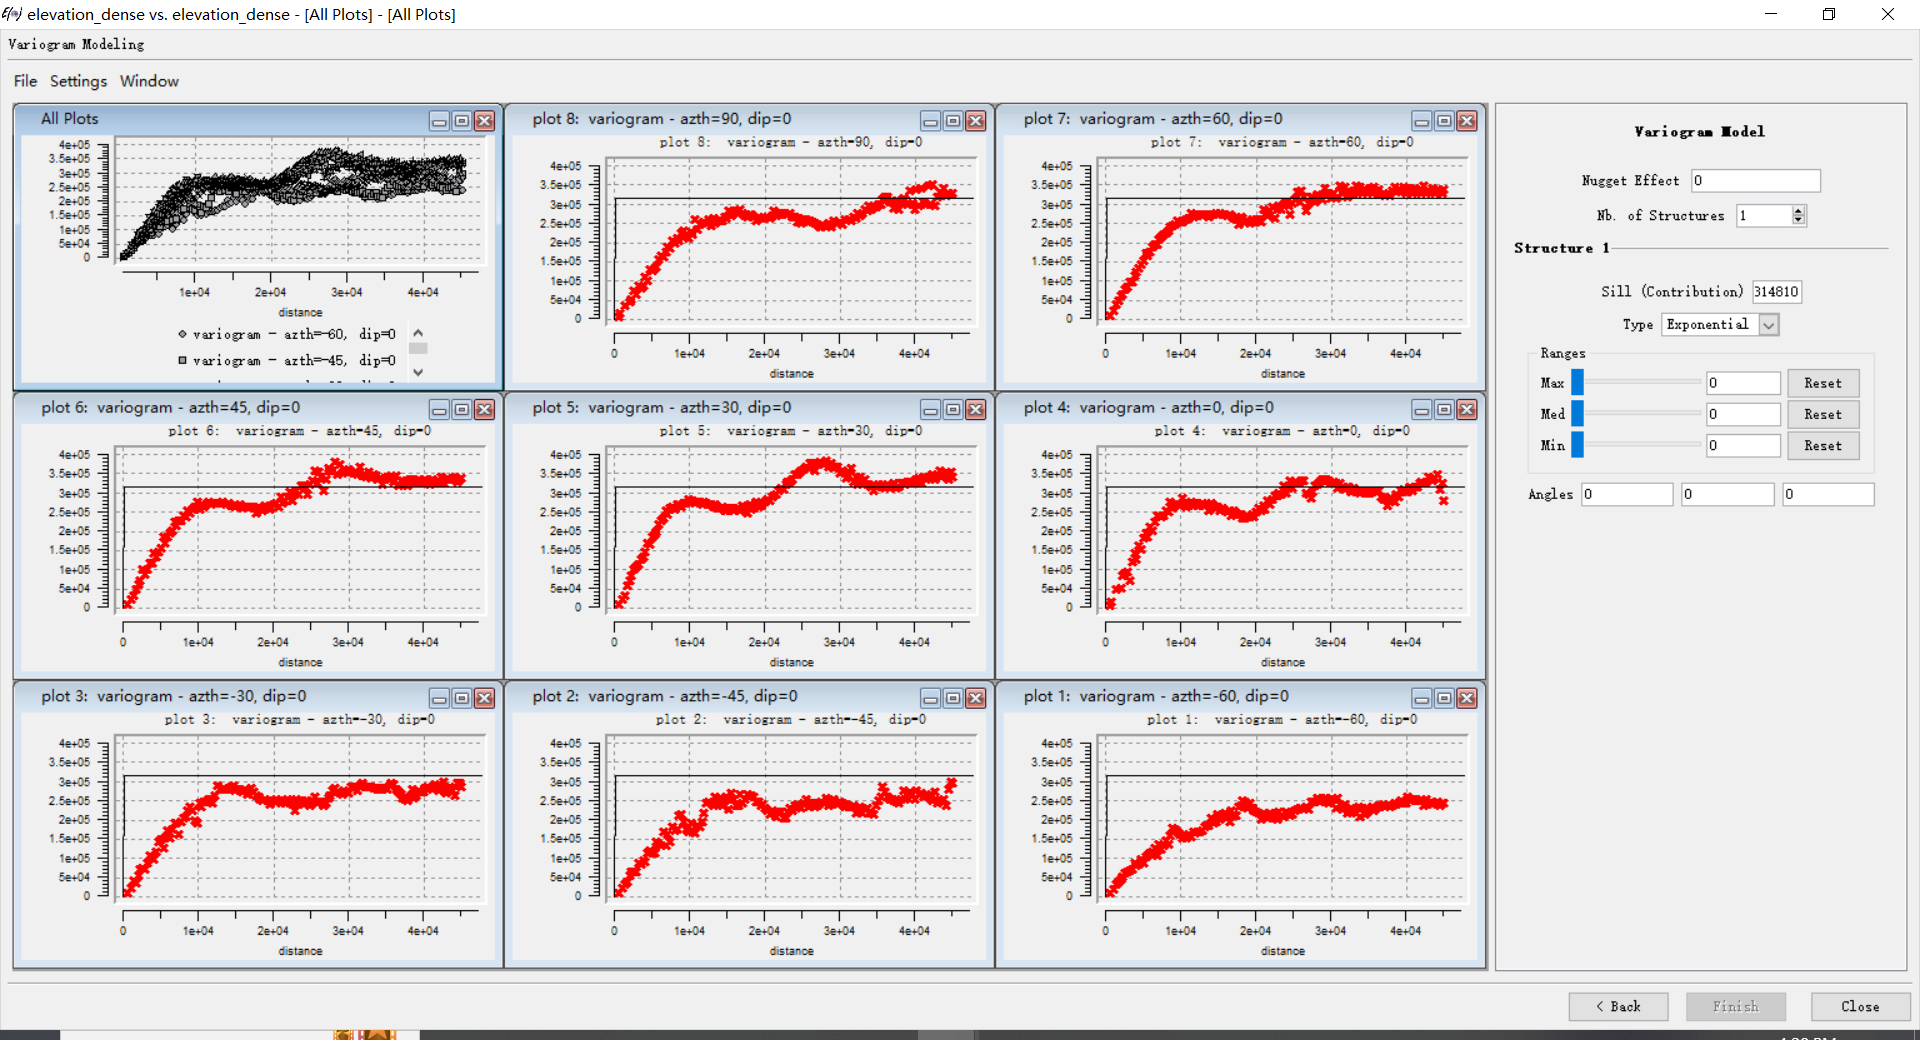 elevation_dense vs. elevation_dense - [All Plots] - [All Plots]
Variogram Modeling
File Settings Window
All Plots
4e+05
3.5e+05
3e+05
2.5e+05
2e+05
1.5e+05
1e+05
5e+04
0
1e+04 2e+04 3e+04 4e+04
distance
variogram - azth=-60, dip=0
variogram - azth=-45, dip=0
plot 8: variogram - azth=90, dip=0
plot 8: variogram - azth=90, dip=0
4e+05
3.5e+05
3e+05
2.5e+05
2e+05
1.5e+05
1e+05
5e+04
0
0 1e+04 2e+04 3e+04 4e+04
distance
plot 7: variogram - azth=60, dip=0
plot 7: variogram - azth=60, dip=0
4e+05
3.5e+05
3e+05
2.5e+05
2e+05
1.5e+05
1e+05
5e+04
0
0 1e+04 2e+04 3e+04 4e+04
distance
plot 6: variogram - azth=45, dip=0
plot 6: variogram - azth=45, dip=0
4e+05
3.5e+05
3e+05
2.5e+05
2e+05
1.5e+05
1e+05
5e+04
0
0 1e+04 2e+04 3e+04 4e+04
distance
plot 5: variogram - azth=30, dip=0
plot 5: variogram - azth=30, dip=0
4e+05
3.5e+05
3e+05
2.5e+05
2e+05
1.5e+05
1e+05
5e+04
0
0 1e+04 2e+04 3e+04 4e+04
distance
plot 4: variogram - azth=0, dip=0
plot 4: variogram - azth=0, dip=0
4e+05
3.5e+05
3e+05
2.5e+05
2e+05
1.5e+05
1e+05
5e+04
0
0 1e+04 2e+04 3e+04 4e+04
distance
plot 3: variogram - azth=-30, dip=0
plot 3: variogram - azth=-30, dip=0
4e+05
3.5e+05
3e+05
2.5e+05
2e+05
1.5e+05
1e+05
5e+04
0
0 1e+04 2e+04 3e+04 4e+04
distance
plot 2: variogram - azth=-45, dip=0
plot 2: variogram - azth=-45, dip=0
4e+05
3.5e+05
3e+05
2.5e+05
2e+05
1.5e+05
1e+05
5e+04
0
0 1e+04 2e+04 3e+04 4e+04
distance
plot 1: variogram - azth=-60, dip=0
plot 1: variogram - azth=-60, dip=0
4e+05
3.5e+05
3e+05
2.5e+05
2e+05
1.5e+05
1e+05
5e+04
0
0 1e+04 2e+04 3e+04 4e+04
distance
Variogram Model
Nugget Effect 0
Nb. of Structures 1
Structure 1
Sill (Contribution) 314810
Type Exponential
Ranges
Max 0 Reset
Med 0 Reset
Min 0 Reset
Angles 0 0 0
< Back Finish Close